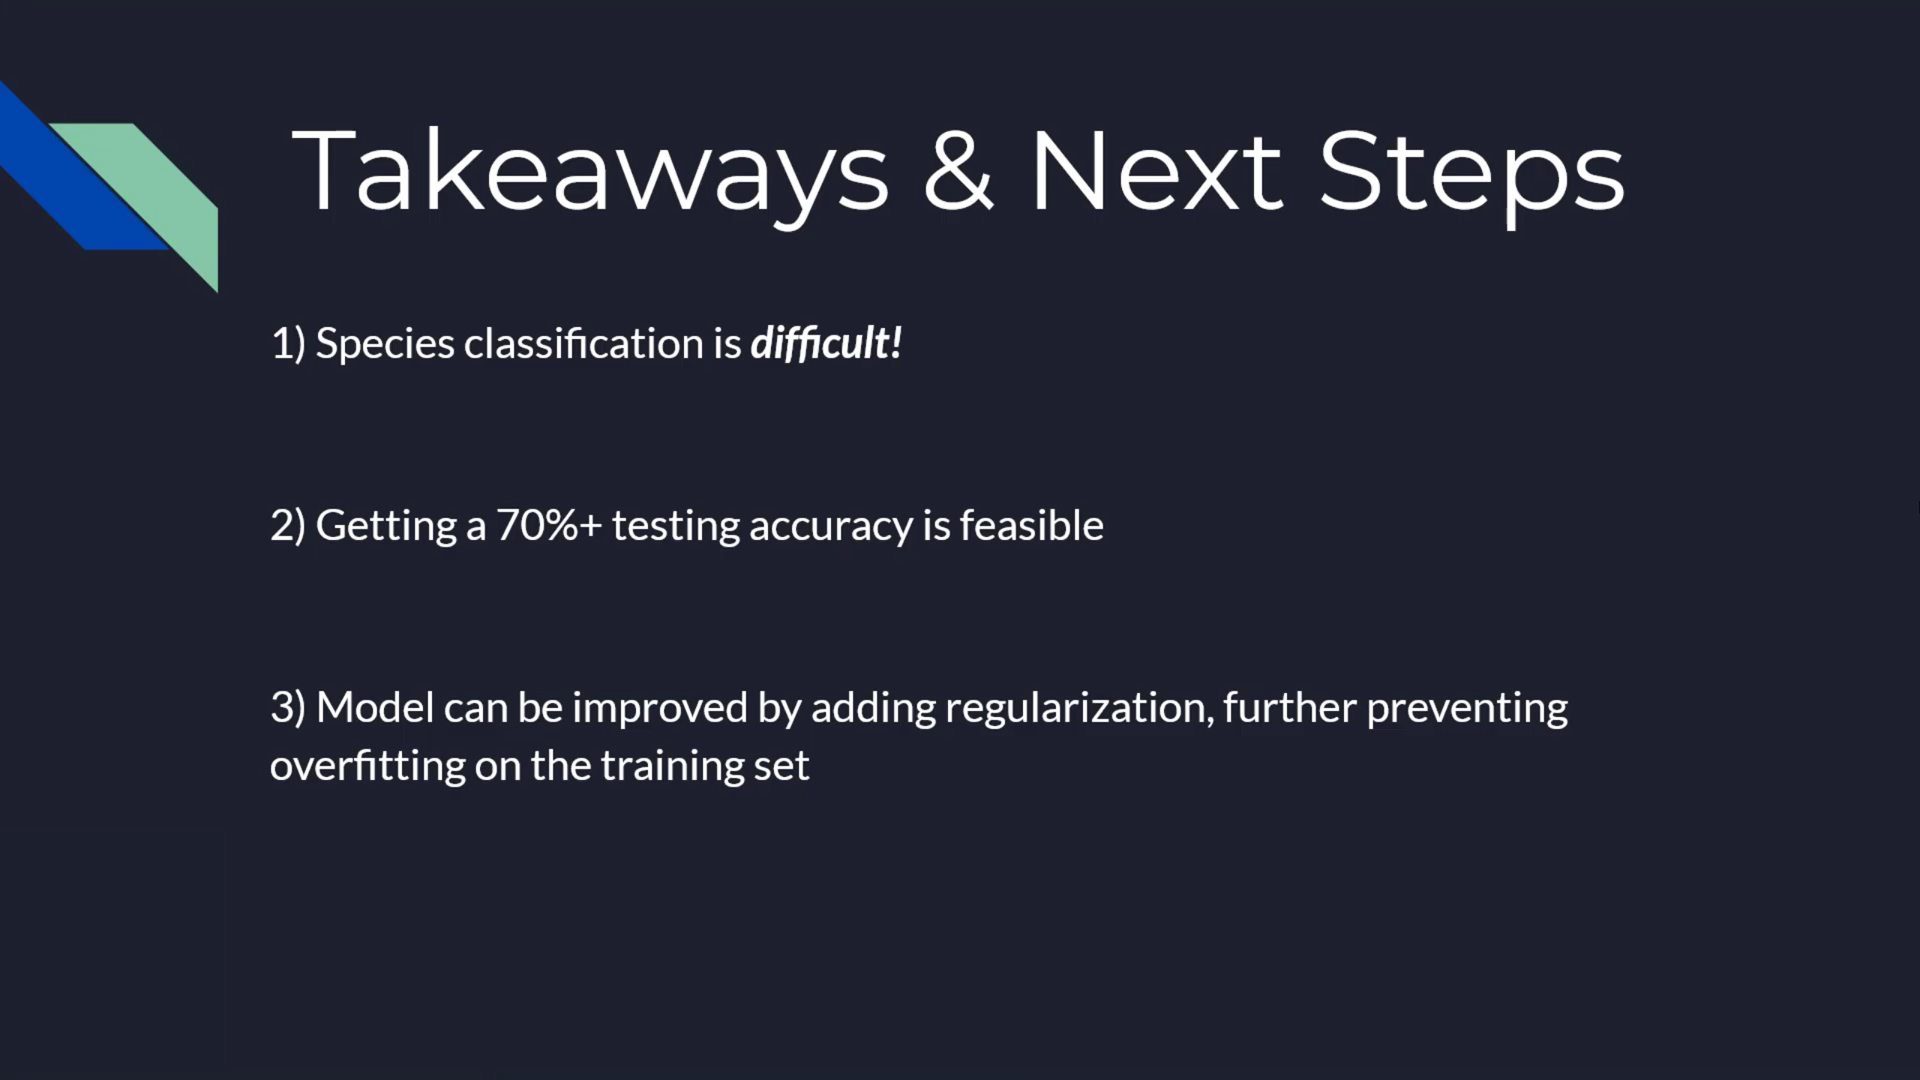 Takeaways & Next Steps
1) Species classification is difficult!
2) Getting a 70%+ testing accuracy is feasible
3) Model can be improved by adding regularization, further preventing
overfitting on the training set